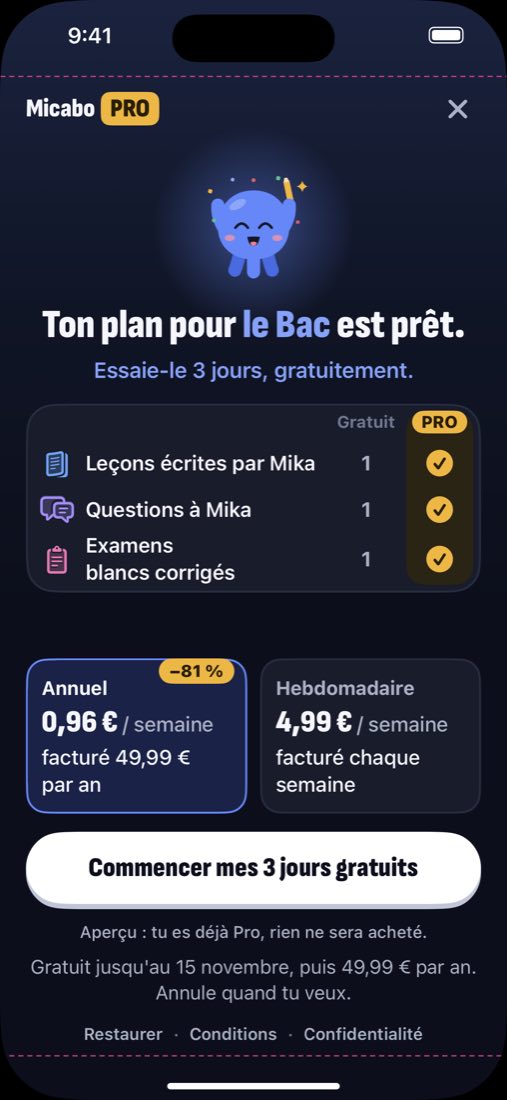 9:41
Micabo PRO
Ton plan pour le Bac est prêt.
Essaie-le 3 jours, gratuitement.
Gratuit PRO
Leçons écrites par Mika 1
Questions à Mika 1
Examens
blancs corrigés 1
−81 %
Annuel
0,96 € / semaine
facturé 49,99 €
par an
Hebdomadaire
4,99 € / semaine
facturé chaque
semaine
Commencer mes 3 jours gratuits
Aperçu : tu es déjà Pro, rien ne sera acheté.
Gratuit jusqu'au 15 novembre, puis 49,99 € par an.
Annule quand tu veux.
Restaurer · Conditions · Confidentialité